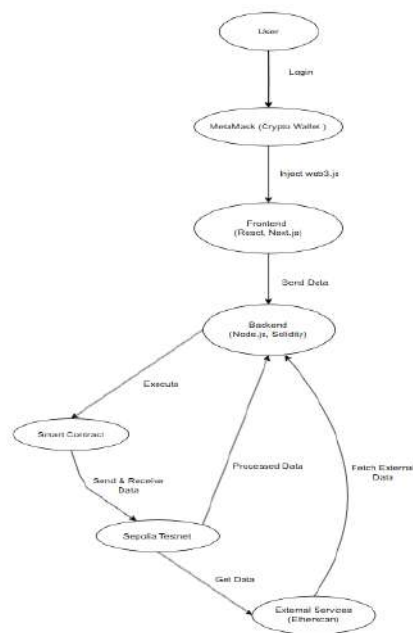 User
Login
MetaMask (Crypto Wallet )
Inject web3.js
Frontend
(React, Next.js)
Send Data
Backend
(Node.js, Solidity)
Execute
Smart Contract
Send & Receive
Data
Processed Data
Fetch External
Data
Sepolia Testnet
Get Data
External Services
(Etherscan)